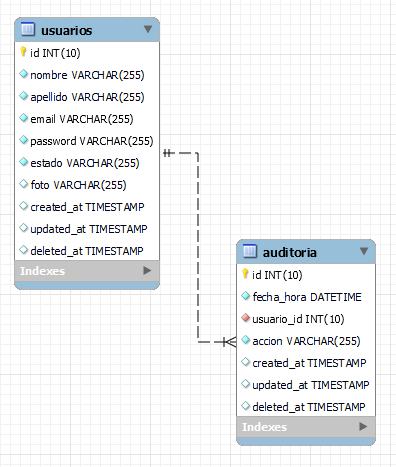 usuarios
id INT(10)
nombre VARCHAR(255)
apellido VARCHAR(255)
email VARCHAR(255)
password VARCHAR(255)
estado VARCHAR(255)
foto VARCHAR(255)
created_at TIMESTAMP
updated_at TIMESTAMP
deleted_at TIMESTAMP
Indexes
auditoria
id INT(10)
fecha_hora DATETIME
usuario_id INT(10)
accion VARCHAR(255)
created_at TIMESTAMP
updated_at TIMESTAMP
deleted_at TIMESTAMP
Indexes